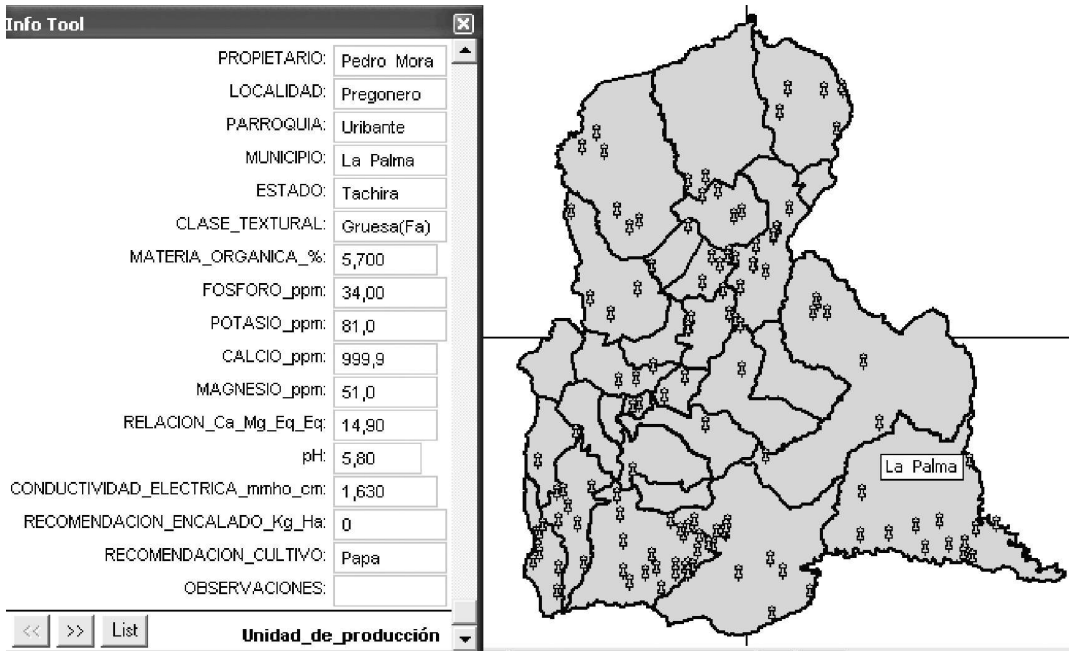 Info Tool
PROPIETARIO: Pedro Mora
LOCALIDAD: Pregonero
PARROQUIA: Uribante
MUNICIPIO: La Palma
ESTADO: Tachira
CLASE_TEXTURAL: Gruesa(Fa)
MATERIA_ORGANICA_%: 5,700
FOSFORO_ppm: 34,00
POTASIO_ppm: 81,0
CALCIO_ppm: 999,9
MAGNESIO_ppm: 51,0
RELACION_Ca_Mg_Eq_Eq: 14,90
pH: 5,80
CONDUCTIVIDAD_ELECTRICA_mmho_cm: 1,630
RECOMENDACION_ENCALADO_Kg_Ha: 0
RECOMENDACION_CULTIVO: Papa
OBSERVACIONES:
<< >> List Unidad_de_producción
La Palma